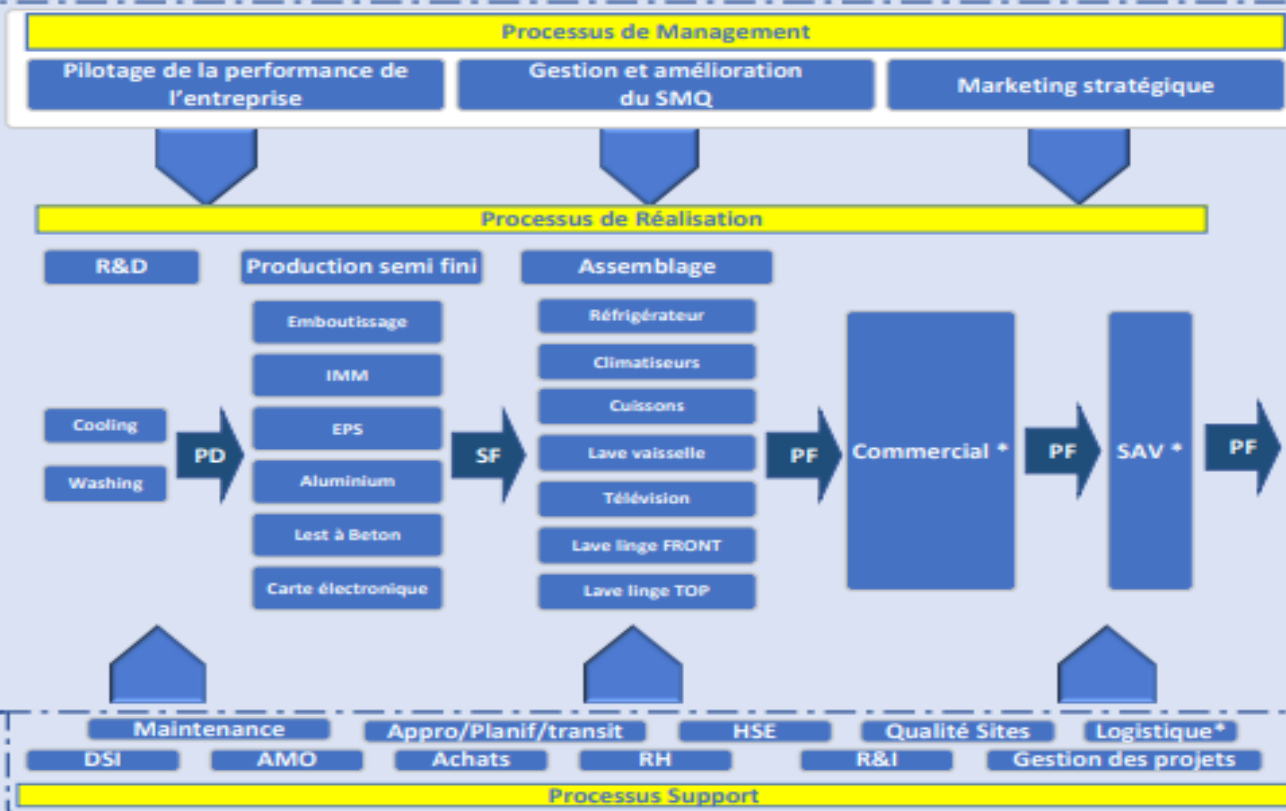 Processus de Management
Pilotage de la performance de
l'entreprise
Gestion et amélioration
du SMQ
Marketing stratégique
Processus de Réalisation
R&D
Production semi fini
Assemblage
Emboutissage
IMM
EPS
Aluminium
Lest à Beton
Carte électronique
Cooling
Washing
PD
SF
Réfrigérateur
Climatiseurs
Cuissons
Lave vaisselle
Télévision
Lave linge FRONT
Lave linge TOP
PF
Commercial *
PF
SAV *
PF
Maintenance
Appro/Planif/transit
HSE
Qualité Sites
Logistique*
DSI
AMO
Achats
RH
R&I
Gestion des projets
Processus Support